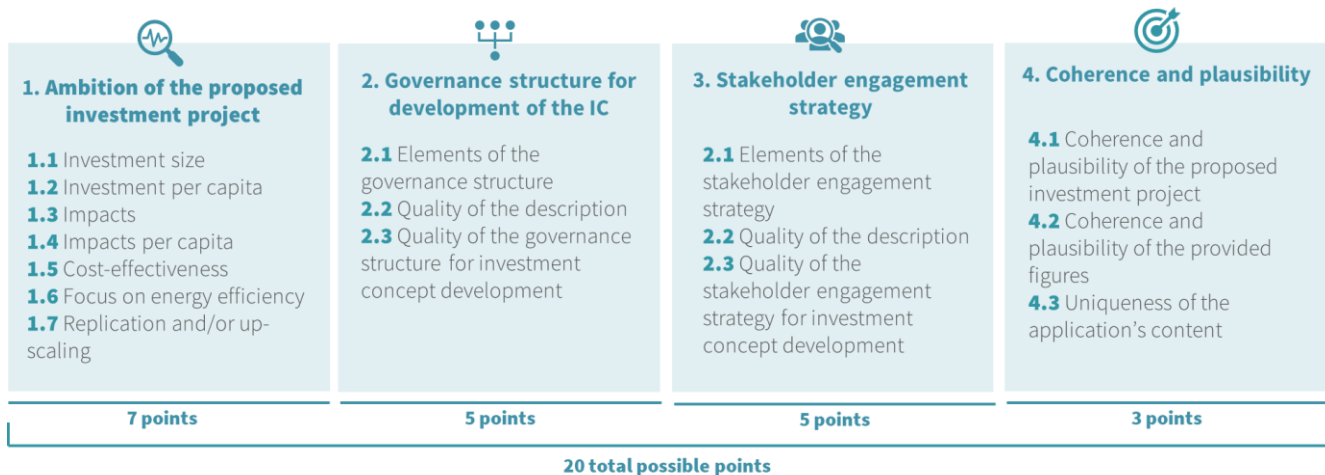 1. Ambition of the proposed
investment project
1.1 Investment size
1.2 Investment per capita
1.3 Impacts
1.4 Impacts per capita
1.5 Cost-effectiveness
1.6 Focus on energy efficiency
1.7 Replication and/or up-
scaling
7 points
2. Governance structure for
development of the IC
2.1 Elements of the
governance structure
2.2 Quality of the description
2.3 Quality of the governance
structure for investment
concept development
5 points
3. Stakeholder engagement
strategy
2.1 Elements of the
stakeholder engagement
strategy
2.2 Quality of the description
2.3 Quality of the
stakeholder engagement
strategy for investment
concept development
5 points
4. Coherence and plausibility
4.1 Coherence and
plausibility of the proposed
investment project
4.2 Coherence and
plausibility of the provided
figures
4.3 Uniqueness of the
application's content
3 points
20 total possible points